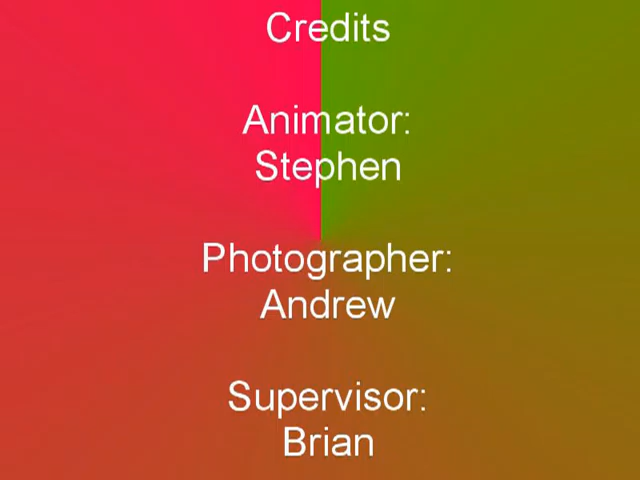 Credits
Animator:
Stephen
Photographer:
Andrew
Supervisor:
Brian